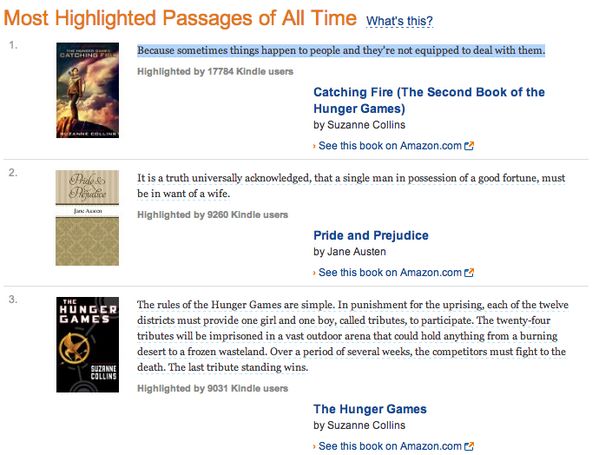 Most Highlighted Passages of All Time What's this?
1.
THE HUNGER GAMES
CATCHING FIRE
SUZANNE COLLINS
Because sometimes things happen to people and they're not equipped to deal with them.
Highlighted by 17784 Kindle users
Catching Fire (The Second Book of the
Hunger Games)
by Suzanne Collins
› See this book on Amazon.com
2.
Pride &
Prejudice
Jane Austen
It is a truth universally acknowledged, that a single man in possession of a good fortune, must
be in want of a wife.
Highlighted by 9260 Kindle users
Pride and Prejudice
by Jane Austen
› See this book on Amazon.com
3.
THE
HUNGER
GAMES
SUZANNE
COLLINS
The rules of the Hunger Games are simple. In punishment for the uprising, each of the twelve
districts must provide one girl and one boy, called tributes, to participate. The twenty-four
tributes will be imprisoned in a vast outdoor arena that could hold anything from a burning
desert to a frozen wasteland. Over a period of several weeks, the competitors must fight to the
death. The last tribute standing wins.
Highlighted by 9031 Kindle users
The Hunger Games
by Suzanne Collins
› See this book on Amazon.com